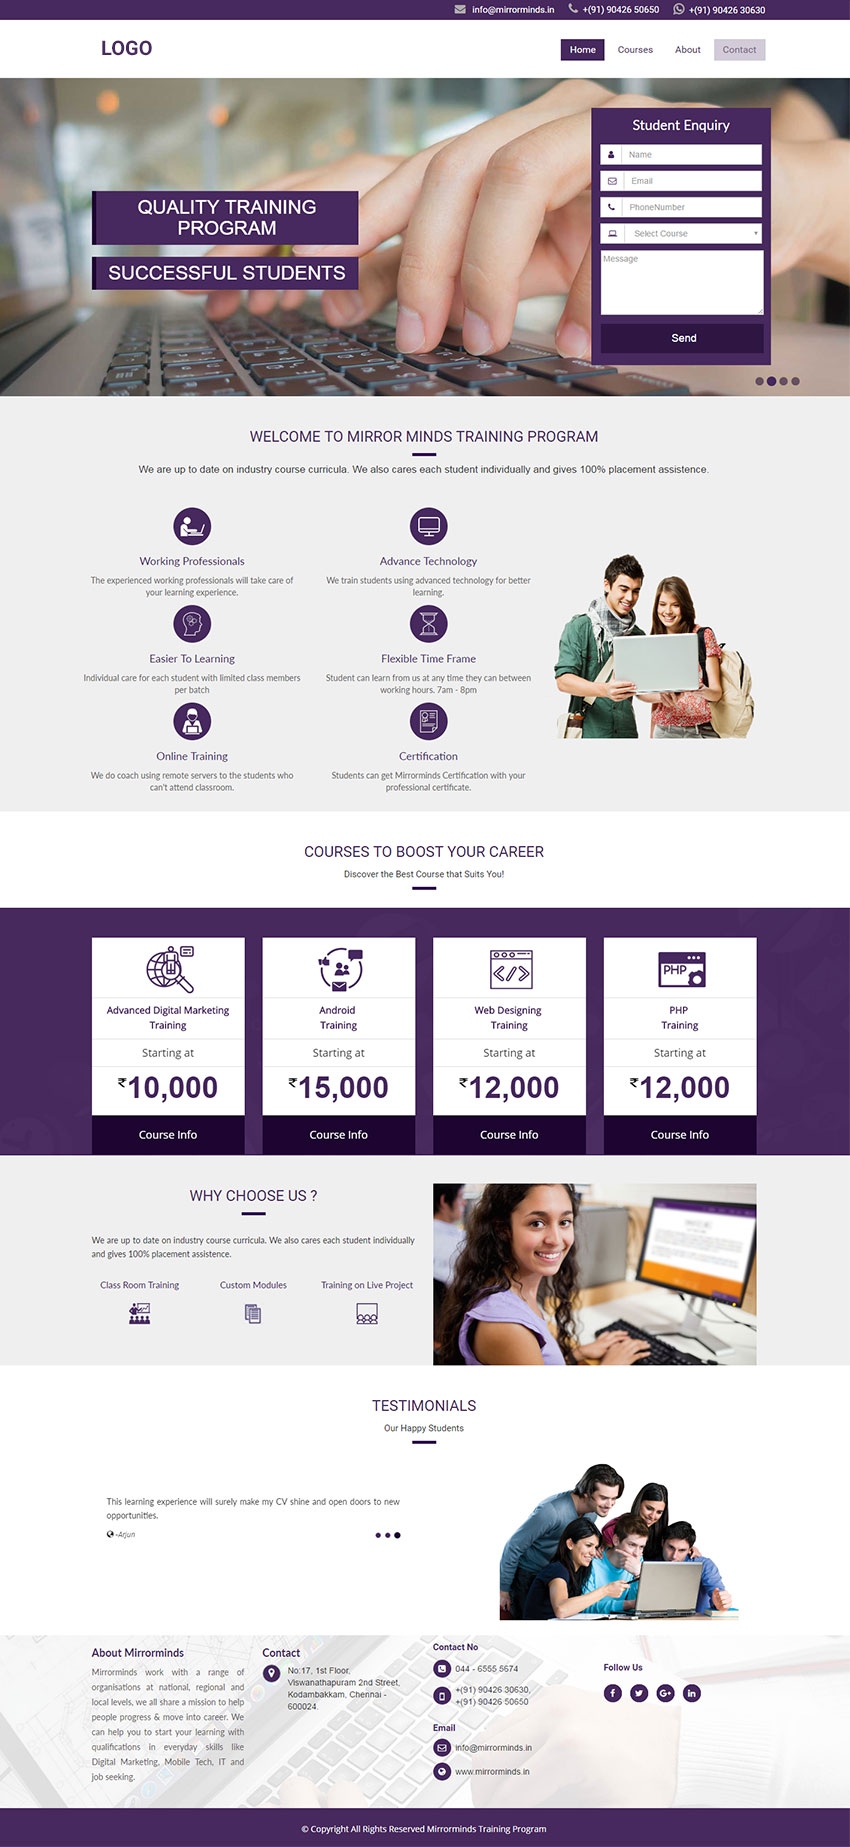 info@mirrorminds.in +(91) 90426 50650 +(91) 90426 30630
LOGO
Home Courses About Contact
Student Enquiry
Name
Email
PhoneNumber
Select Course
Message
Send
QUALITY TRAINING
PROGRAM
SUCCESSFUL STUDENTS
WELCOME TO MIRROR MINDS TRAINING PROGRAM
We are up to date on industry course curricula. We also cares each student individually and gives 100% placement assistence.
Working Professionals
The experienced working professionals will take care of
your learning experience.
Advance Technology
We train students using advanced technology for better
learning.
Easier To Learning
Individual care for each student with limited class members
per batch
Flexible Time Frame
Student can learn from us at any time they can between
working hours. 7am - 8pm
Online Training
We do coach using remote servers to the students who
can't attend classroom.
Certification
Students can get Mirrorminds Certification with your
professional certificate.
COURSES TO BOOST YOUR CAREER
Discover the Best Course that Suits You!
Advanced Digital Marketing
Training
Starting at
₹10,000
Course Info
Android
Training
Starting at
₹15,000
Course Info
Web Designing
Training
Starting at
₹12,000
Course Info
PHP
PHP
Training
Starting at
₹12,000
Course Info
WHY CHOOSE US ?
We are up to date on industry course curricula. We also cares each student individually
and gives 100% placement assistence.
Class Room Training Custom Modules Training on Live Project
TESTIMONIALS
Our Happy Students
This learning experience will surely make my CV shine and open doors to new
opportunities.
-Arjun
About Mirrorminds
Mirrorminds work with a range of
organisations at national, regional and
local levels, we all share a mission to help
people progress & move into career. We
can help you to start your learning with
qualifications in everyday skills like
Digital Marketing, Mobile Tech, IT and
job seeking.
Contact
No:17, 1st Floor,
Viswanathapuram 2nd Street,
Kodambakkam, Chennai -
600024.
Contact No
044 - 6555 5674
+(91) 90426 30630,
+(91) 90426 50650
Email
info@mirrorminds.in
www.mirrorminds.in
Follow Us
f G+ in
© Copyright All Rights Reserved Mirrorminds Training Program